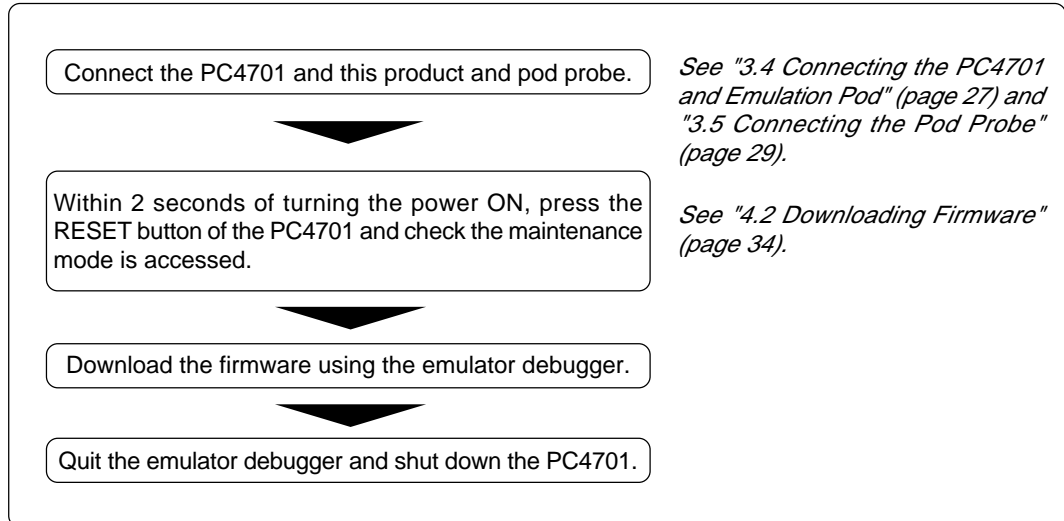 Connect the PC4701 and this product and pod probe.
See "3.4 Connecting the PC4701
and Emulation Pod" (page 27) and
"3.5 Connecting the Pod Probe"
(page 29).
Within 2 seconds of turning the power ON, press the
RESET button of the PC4701 and check the maintenance
mode is accessed.
See "4.2 Downloading Firmware"
(page 34).
Download the firmware using the emulator debugger.
Quit the emulator debugger and shut down the PC4701.